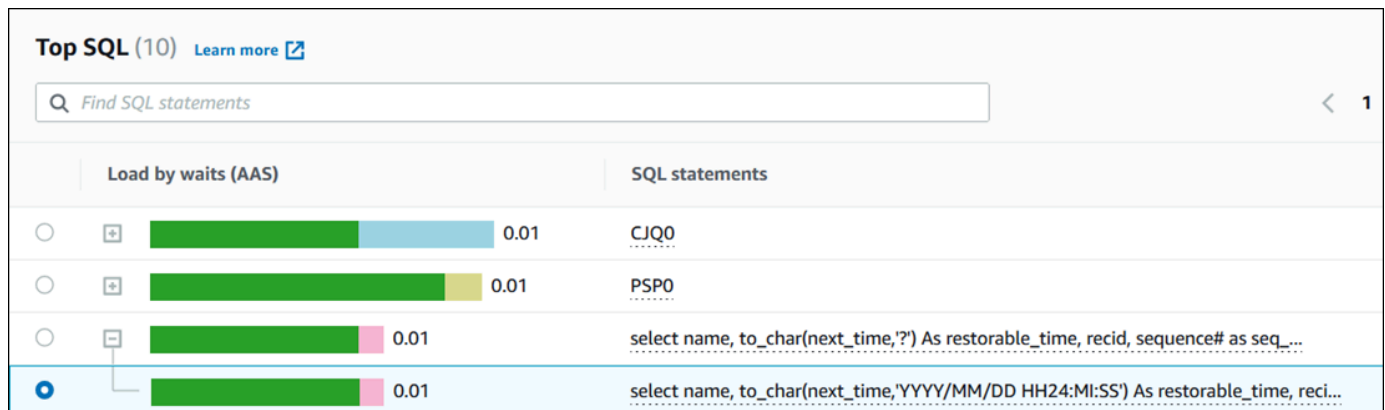 Top SQL (10) Learn more
Find SQL statements
1
Load by waits (AAS) SQL statements
0.01 CJQ0
0.01 PSP0
0.01 select name, to_char(next_time,'?') As restorable_time, recid, sequence# as seq_...
0.01 select name, to_char(next_time,'YYYY/MM/DD HH24:MI:SS') As restorable_time, reci...